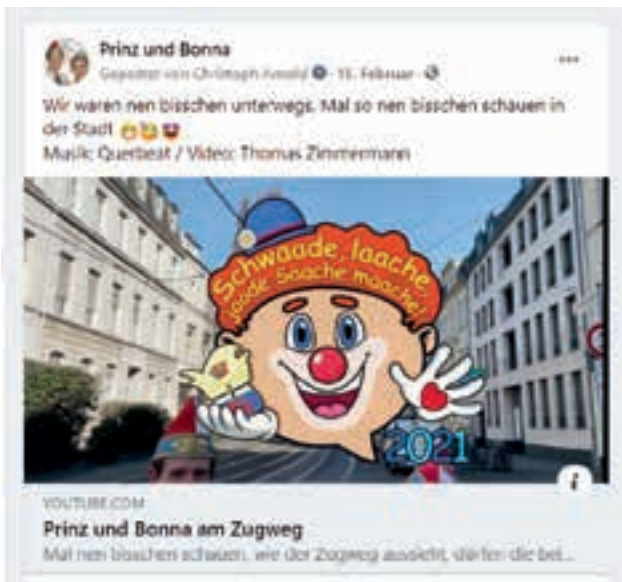 Prinz und Bonna
Gepostet von Christoph Arnold · 15. Februar ·
Wir waren nen bisschen unterwegs. Mal so nen bisschen schauen in
der Stadt
Musik: Querbeat / Video: Thomas Zimmermann
Schwaade, laache,
joode Saache maache!
2021
YOUTUBE.COM
Prinz und Bonna am Zugweg
Mal nen bisschen schauen, wie der Zugweg aussieht, dürfen die bei...